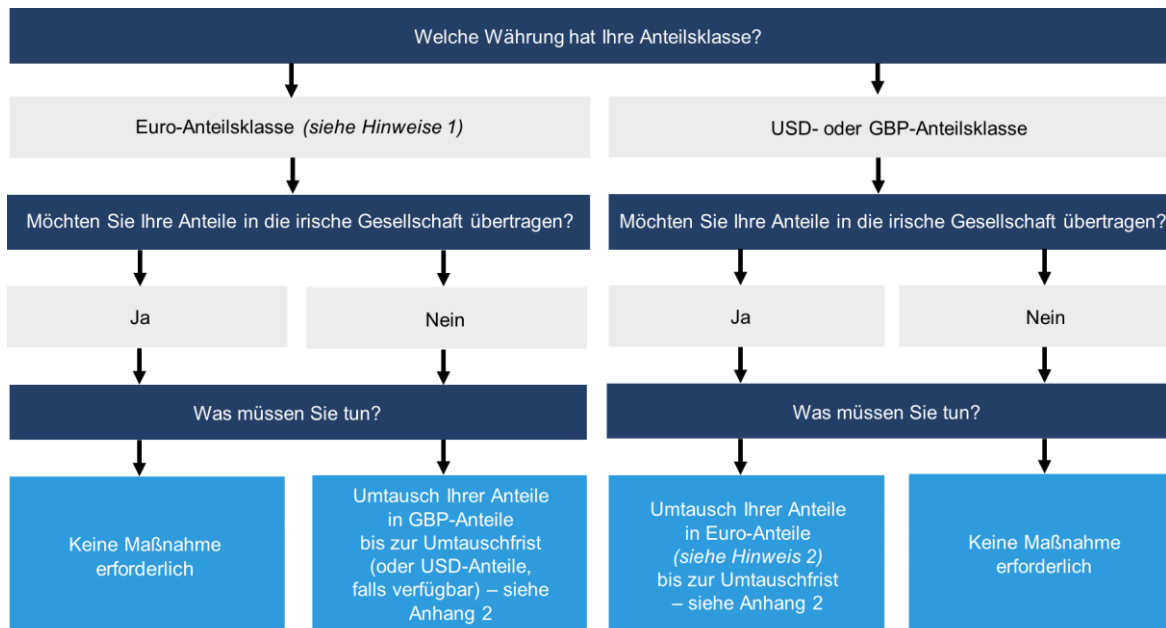 Welche Währung hat Ihre Anteilsklasse?
Euro-Anteilsklasse (siehe Hinweise 1)
USD- oder GBP-Anteilsklasse
Möchten Sie Ihre Anteile in die irische Gesellschaft übertragen?
Möchten Sie Ihre Anteile in die irische Gesellschaft übertragen?
Ja
Nein
Ja
Nein
Was müssen Sie tun?
Was müssen Sie tun?
Keine Maßnahme
erforderlich
Umtausch Ihrer Anteile
in GBP-Anteile
bis zur Umtauschfrist
(oder USD-Anteile,
falls verfügbar) – siehe
Anhang 2
Umtausch Ihrer Anteile
in Euro-Anteile
(siehe Hinweis 2)
bis zur Umtauschfrist
– siehe Anhang 2
Keine Maßnahme
erforderlich